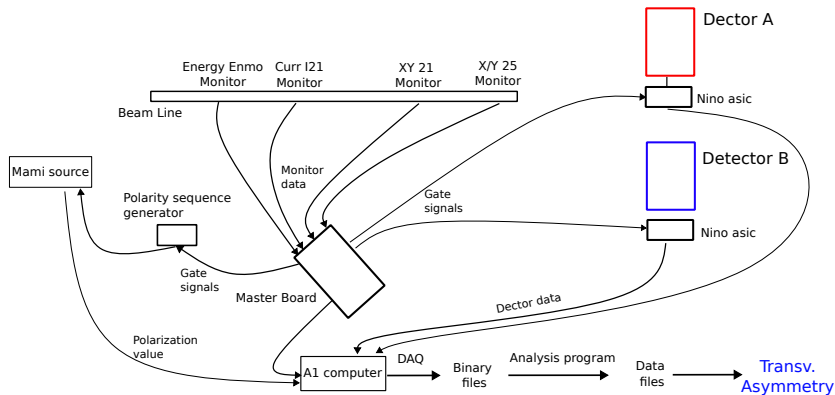 Dector A
Energy Enmo
Monitor
Curr I21
Monitor
XY 21
Monitor
X/Y 25
Monitor
Nino asic
Beam Line
Detector B
Mami source
Monitor
data
Polarity sequence
generator
Gate
signals
Nino asic
Gate
signals
Master Board
Dector data
Polarization
value
A1 computer
DAQ
Binary
files
Analysis program
Data
files
Transv.
Asymmetry